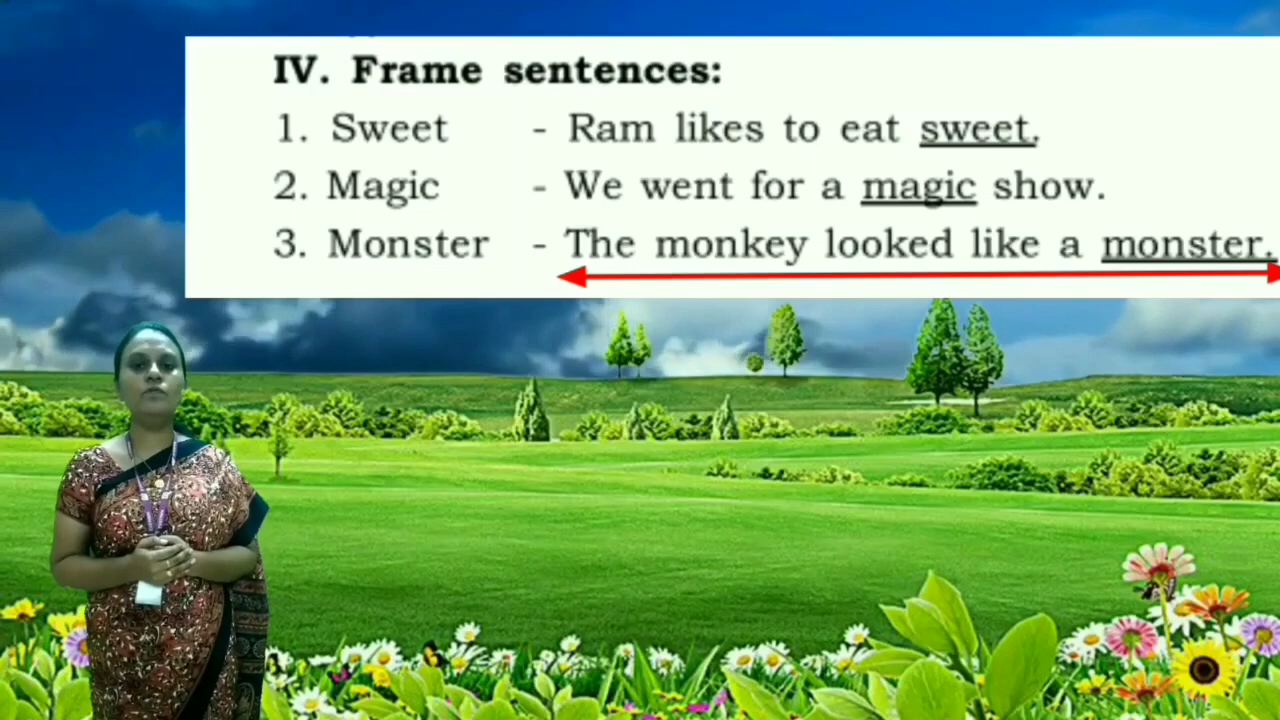 IV. Frame sentences:
1. Sweet - Ram likes to eat sweet.
2. Magic - We went for a magic show.
3. Monster - The monkey looked like a monster.